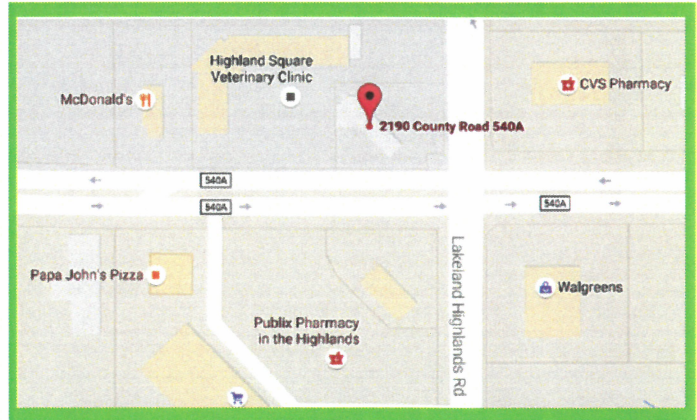 Highland Square
Veterinary Clinic
McDonald's
CVS Pharmacy
2190 County Road 540A
540A
540A
540A
Lakeland Highlands Rd
Papa John's Pizza
Walgreens
Publix Pharmacy
in the Highlands